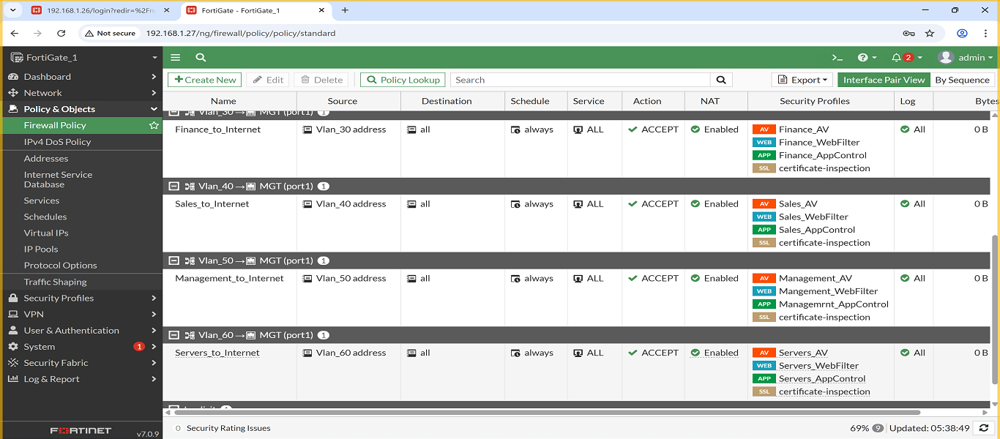 192.168.1.26/login?redir=%2Fn
FortiGate - FortiGate_1
Not secure
192.168.1.27/ng/firewall/policy/policy/standard
FortiGate_1
>_
?
2
admin
Dashboard
Network
Policy & Objects
Firewall Policy
IPv4 DoS Policy
Addresses
Internet Service
Database
Services
Schedules
Virtual IPs
IP Pools
Protocol Options
Traffic Shaping
Security Profiles
VPN
User & Authentication
System 1
Security Fabric
Log & Report
FORTINET
v7.0.9
+Create New
Edit
Delete
Policy Lookup
Search
Export
Interface Pair View
By Sequence
Name Source Destination Schedule Service Action NAT Security Profiles Log Bytes
Vlan_30→ MGT (port1) 1
Finance_to_Internet Vlan_30 address all always ALL ACCEPT Enabled AV Finance_AV All 0 B
WEB Finance_WebFilter
APP Finance_AppControl
SSL certificate-inspection
Vlan_40→ MGT (port1) 1
Sales_to_Internet Vlan_40 address all always ALL ACCEPT Enabled AV Sales_AV All 0 B
WEB Sales_WebFilter
APP Sales_AppControl
SSL certificate-inspection
Vlan_50→ MGT (port1) 1
Management_to_Internet Vlan_50 address all always ALL ACCEPT Enabled AV Management_AV All 0 B
WEB Mangement_WebFilter
APP Managemrnt_AppControl
SSL certificate-inspection
Vlan_60→ MGT (port1) 1
Servers_to_Internet Vlan_60 address all always ALL ACCEPT Enabled AV Servers_AV All 0 B
WEB Servers_WebFilter
APP Servers_AppControl
SSL certificate-inspection
0 Security Rating Issues
69% 9 Updated: 05:38:49